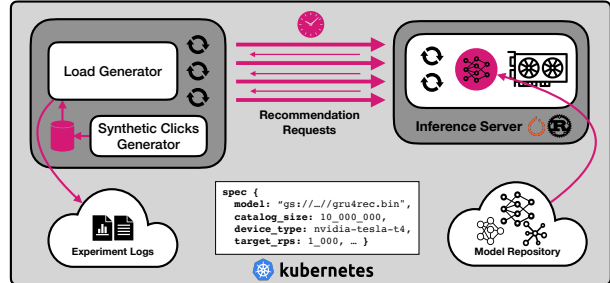 Load Generator
Synthetic Clicks
Generator
Recommendation
Requests
Inference Server
R
Experiment Logs
spec {
model: "gs://…//gru4rec.bin",
catalog_size: 10_000_000,
device_type: nvidia-tesla-t4,
target_rps: 1_000, … }
Model Repository
kubernetes